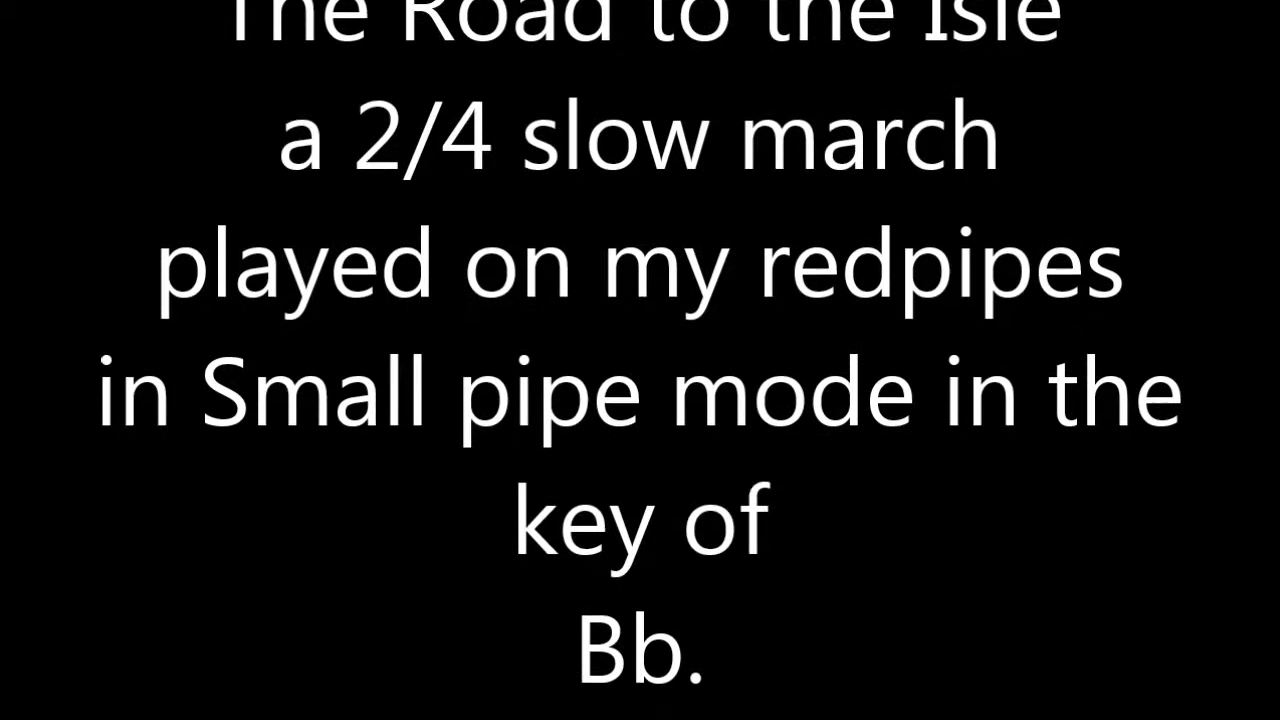 The Road to the Isle
a 2/4 slow march
played on my redpipes
in Small pipe mode in the
key of
Bb.